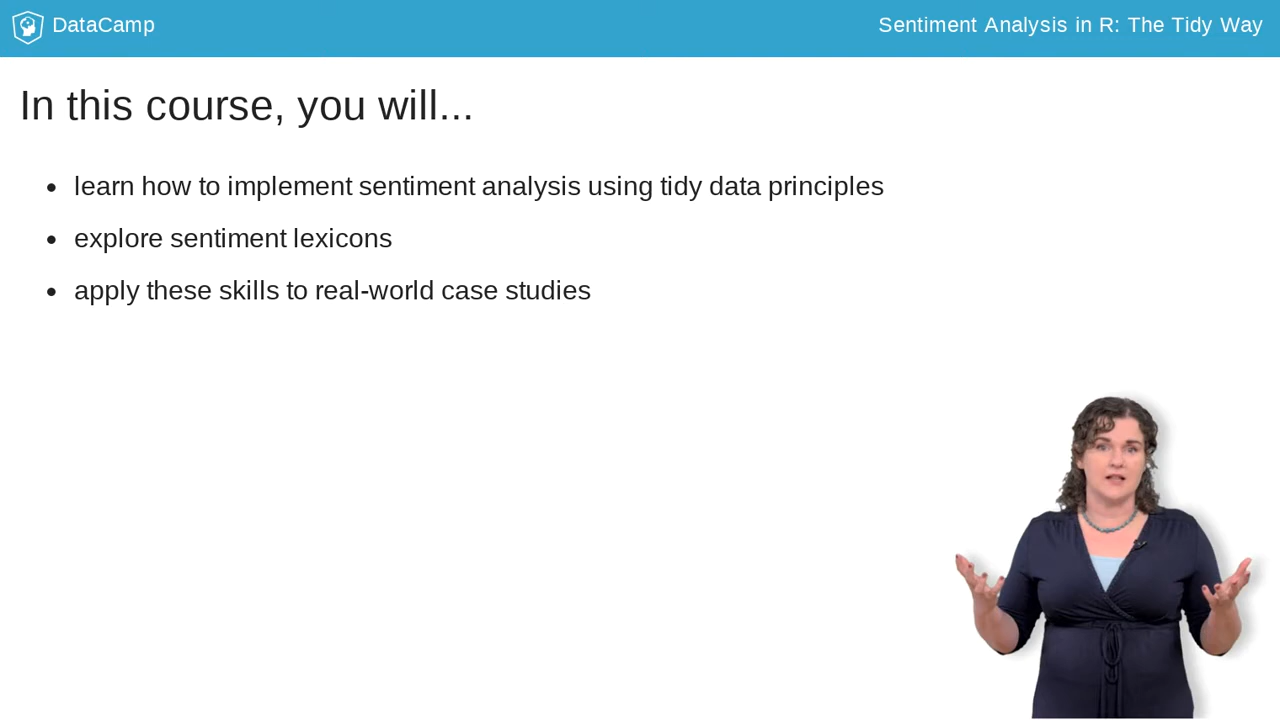 DataCamp
Sentiment Analysis in R: The Tidy Way
In this course, you will...
• learn how to implement sentiment analysis using tidy data principles
• explore sentiment lexicons
• apply these skills to real-world case studies